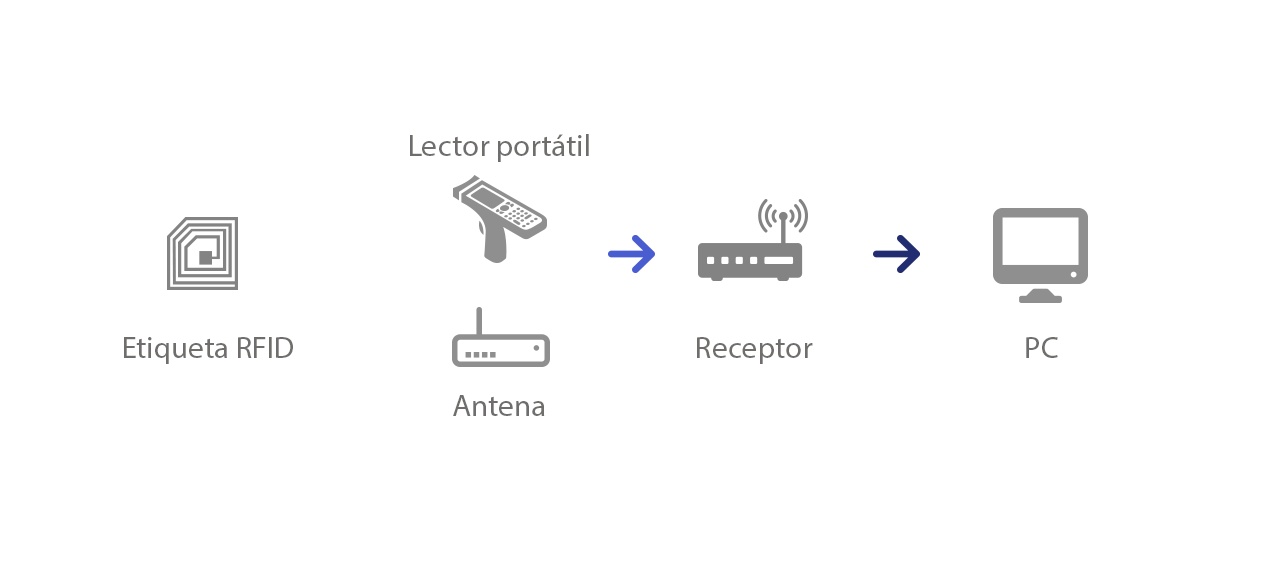 Lector portátil
Etiqueta RFID
Antena
Receptor
PC